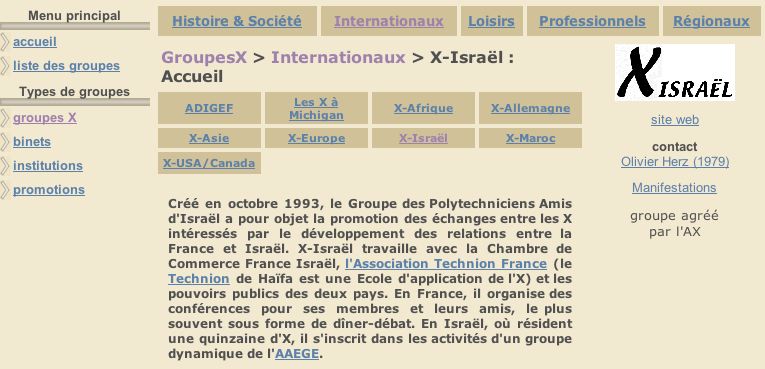 Menu principal
accueil
liste des groupes
Types de groupes
groupes X
binets
institutions
promotions
Histoire & Société
Internationaux
Loisirs
Professionnels
Régionaux
GroupesX > Internationaux > X-Israël :
Accueil
ADIGEF
Les X à
Michigan
X-Afrique
X-Allemagne
X-Asie
X-Europe
X-Israël
X-Maroc
X-USA/Canada
Créé en octobre 1993, le Groupe des Polytechniciens Amis
d'Israël a pour objet la promotion des échanges entre les X
intéressés par le développement des relations entre la
France et Israël. X-Israël travaille avec la Chambre de
Commerce France Israël, l'Association Technion France (le
Technion de Haïfa est une Ecole d'application de l'X) et les
pouvoirs publics des deux pays. En France, il organise des
conférences pour ses membres et leurs amis, le plus
souvent sous forme de dîner-débat. En Israël, où résident
une quinzaine d'X, il s'inscrit dans les activités d'un groupe
dynamique de l'AAEGE.
X ISRAËL
site web
contact
Olivier Herz (1979)
Manifestations
groupe agréé
par l'AX